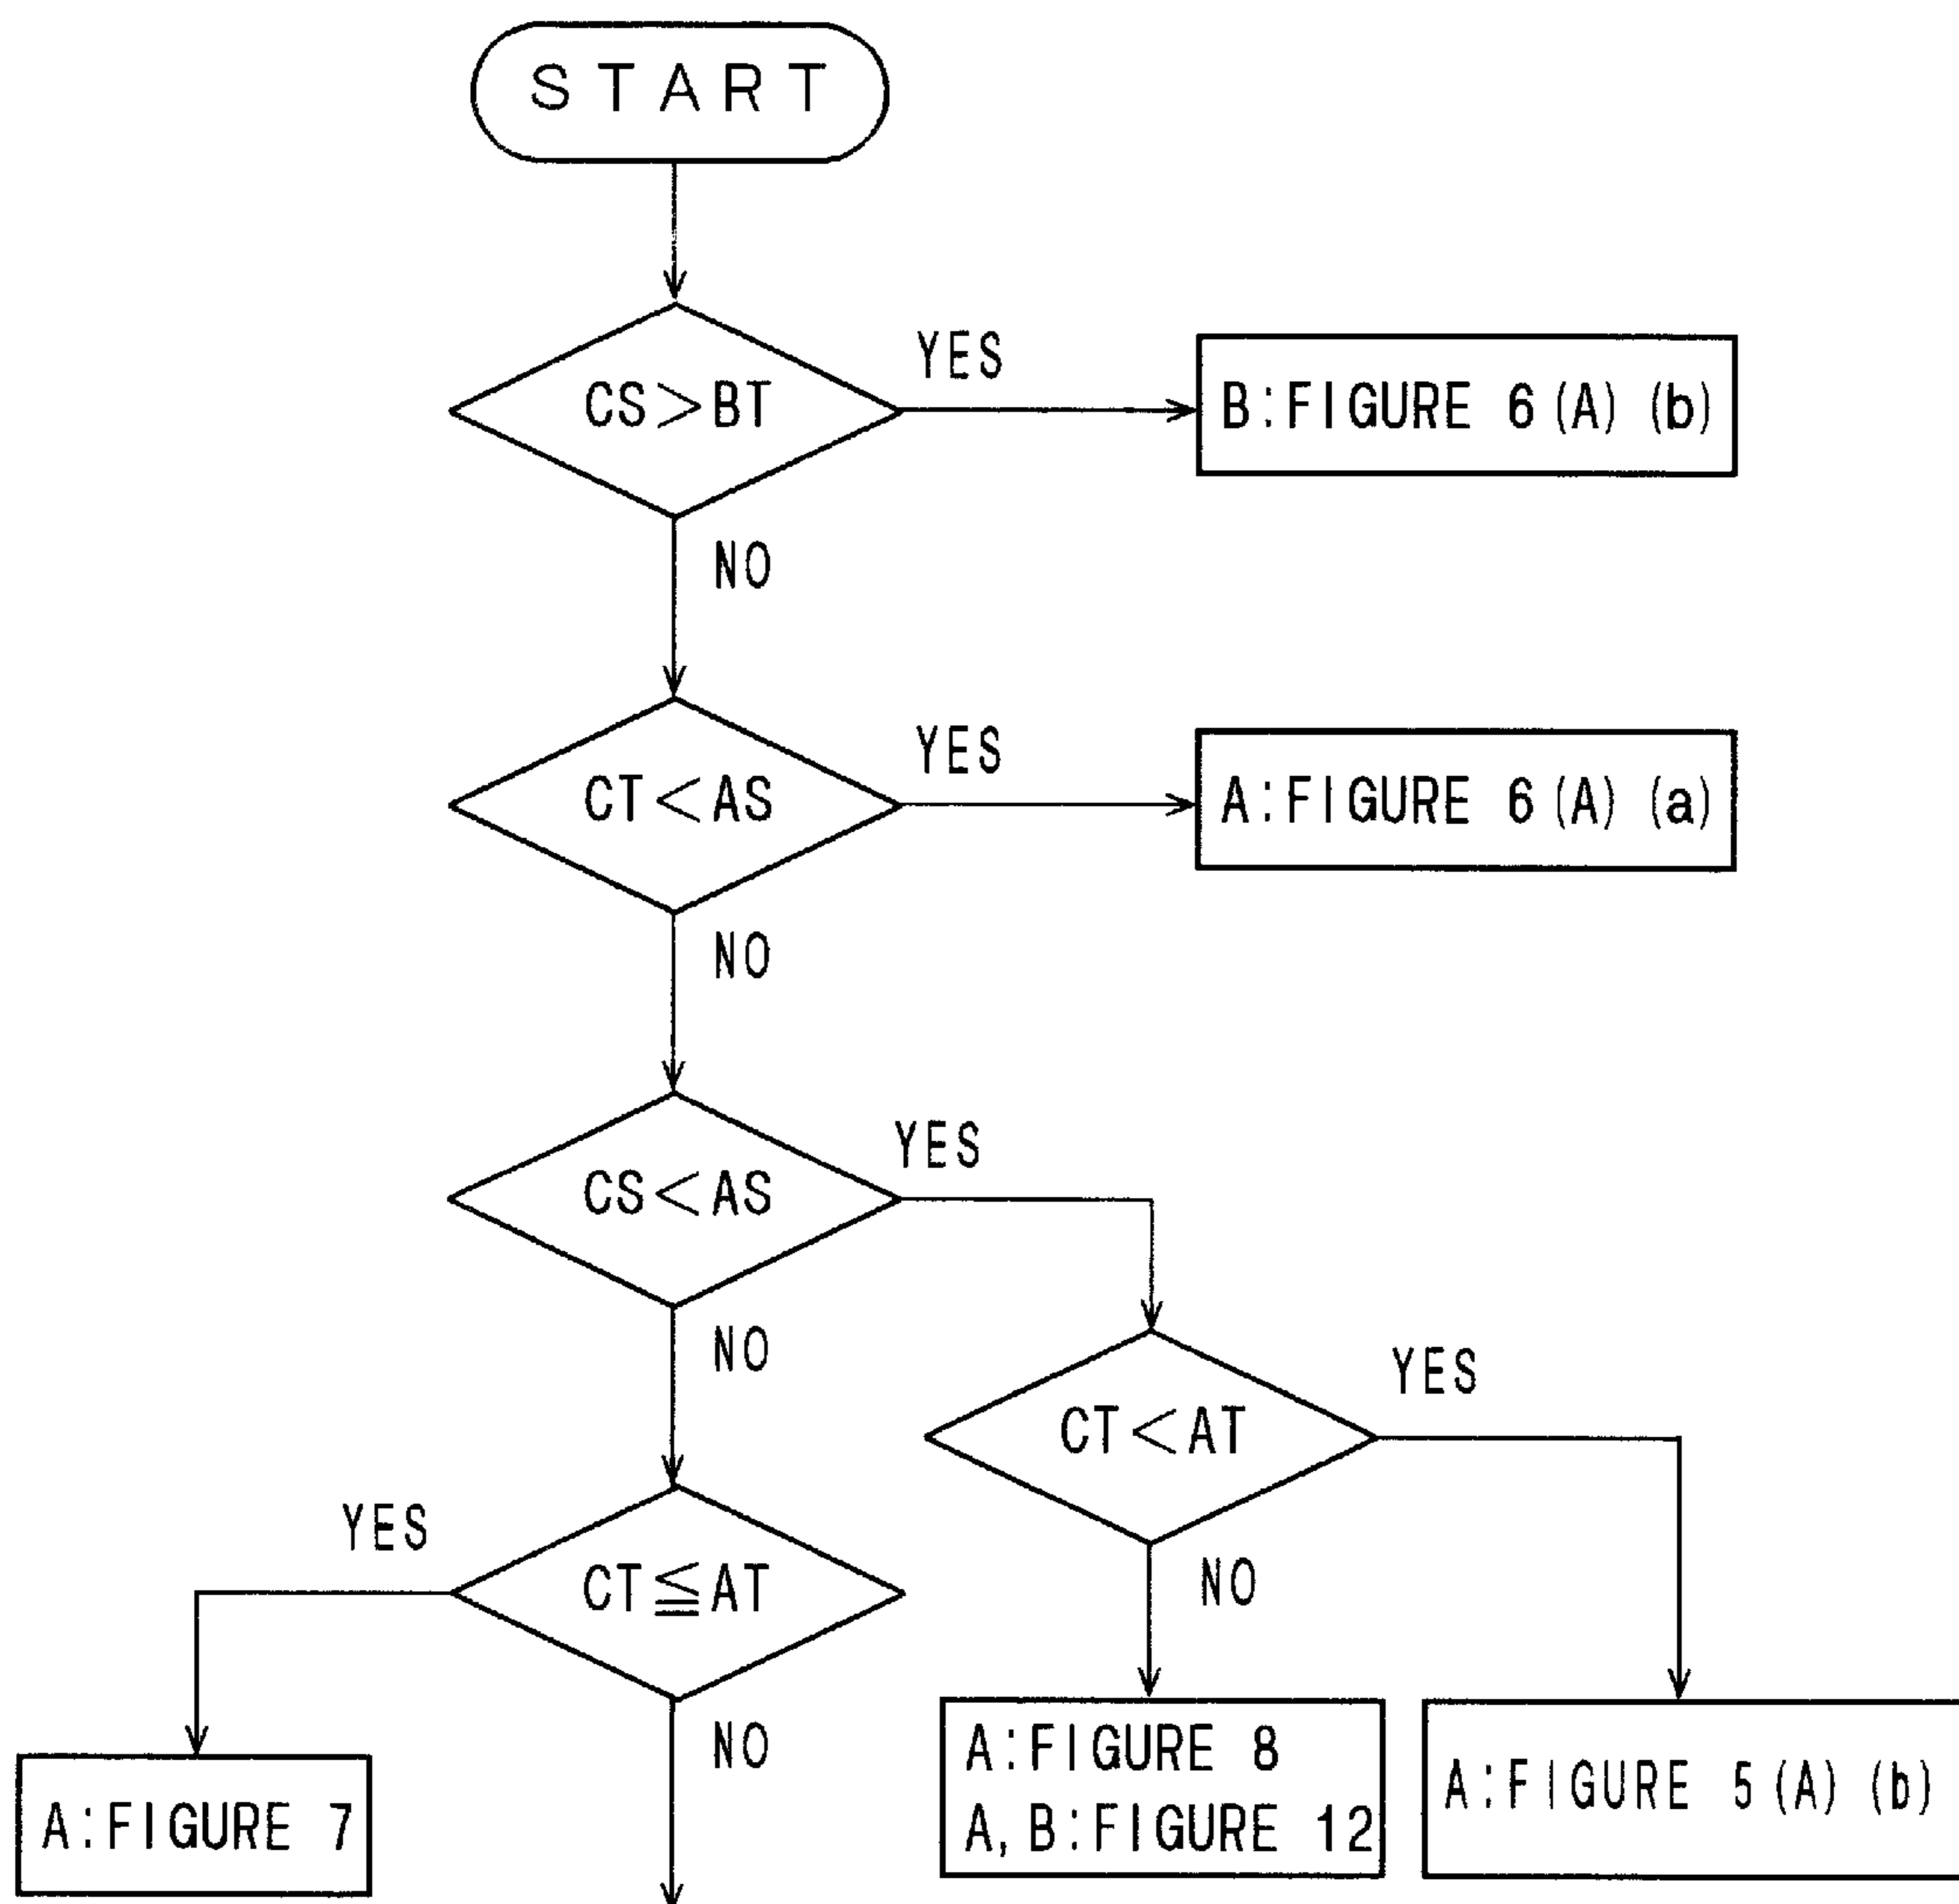 START
CS>BT
YES
B:FIGURE 6(A)(b)
NO
CT<AS
YES
A:FIGURE 6(A)(a)
NO
CS<AS
YES
NO
CT<AT
YES
NO
CT≦AT
YES
NO
A:FIGURE 7
A:FIGURE 8
A,B:FIGURE 12
A:FIGURE 5(A)(b)